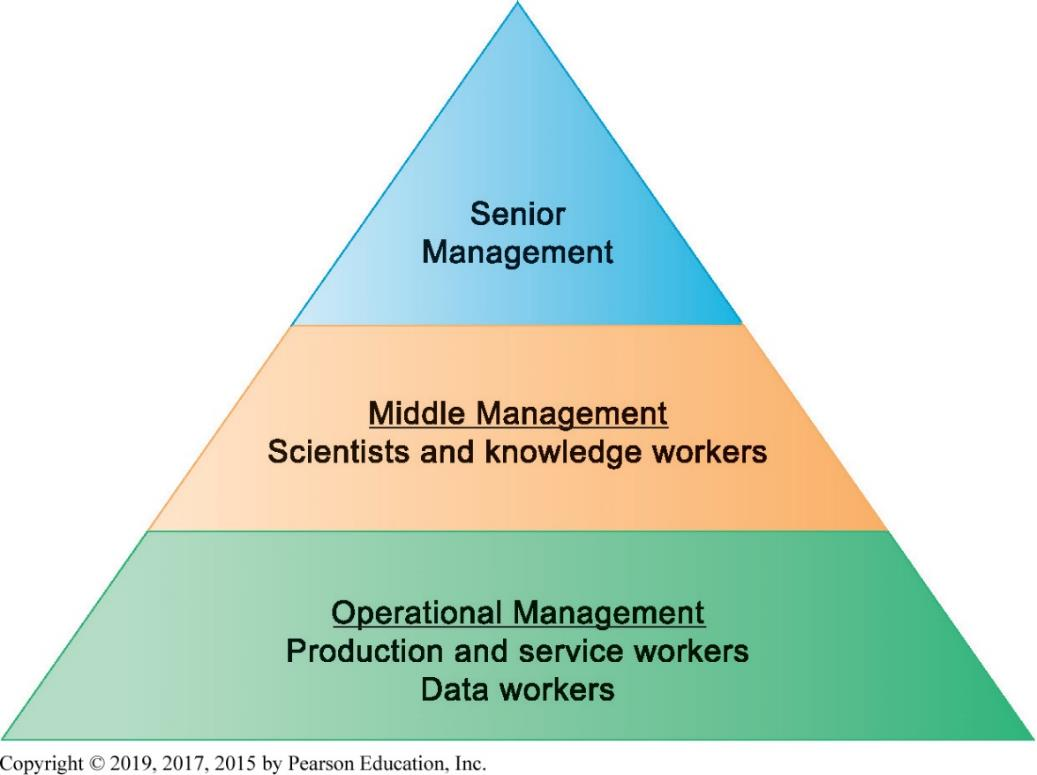 Senior
Management
Middle Management
Scientists and knowledge workers
Operational Management
Production and service workers
Data workers
Copyright © 2019, 2017, 2015 by Pearson Education, Inc.